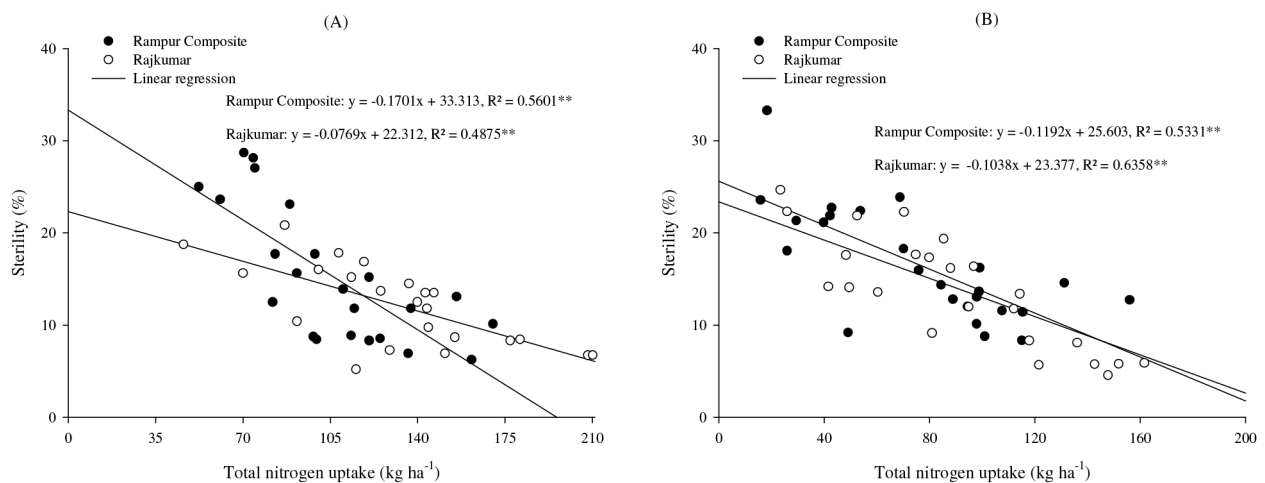 (A)
Rampur Composite
Rajkumar
Linear regression
Rampur Composite: y = -0.1701x + 33.313, R² = 0.5601**
Rajkumar: y = -0.0769x + 22.312, R² = 0.4875**
40
30
20
10
0
Sterility (%)
0 35 70 105 140 175 210
Total nitrogen uptake (kg ha⁻¹)
(B)
Rampur Composite
Rajkumar
Linear regression
Rampur Composite: y = -0.1192x + 25.603, R² = 0.5331**
Rajkumar: y = -0.1038x + 23.377, R² = 0.6358**
40
30
20
10
0
Sterility (%)
0 40 80 120 160 200
Total nitrogen uptake (kg ha⁻¹)